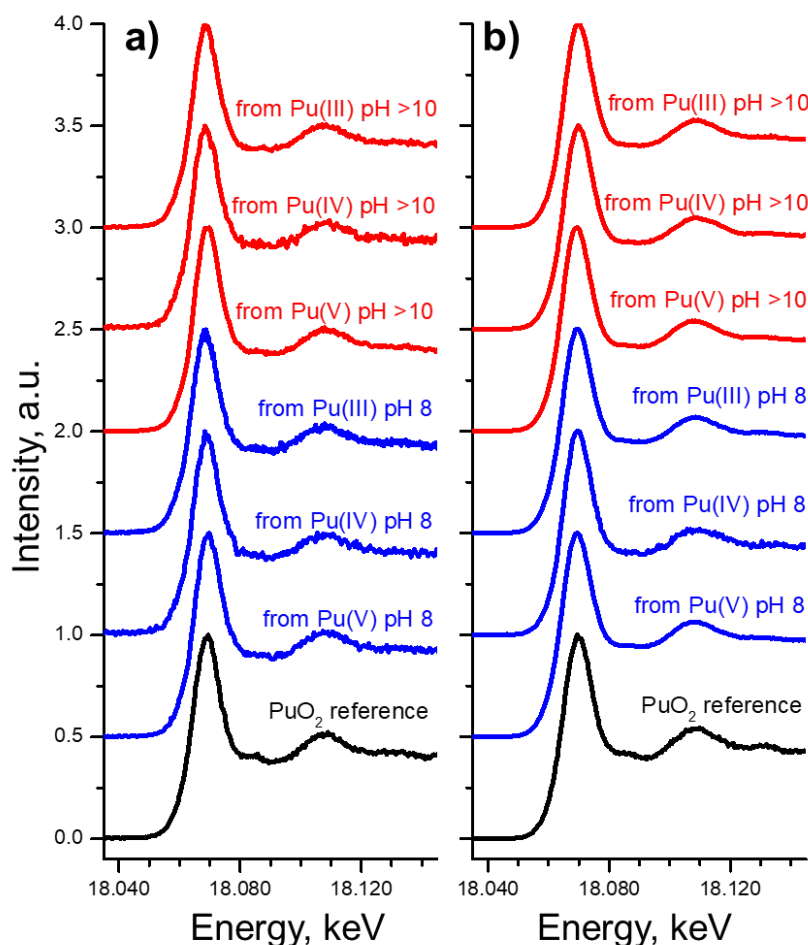 a)
b)
4.0
3.5
3.0
2.5
2.0
1.5
1.0
0.5
0.0
Intensity, a.u.
from Pu(III) pH >10
from Pu(IV) pH >10
from Pu(V) pH >10
from Pu(III) pH 8
from Pu(IV) pH 8
from Pu(V) pH 8
PuO₂ reference
18.040 18.080 18.120
Energy, keV
from Pu(III) pH >10
from Pu(IV) pH >10
from Pu(V) pH >10
from Pu(III) pH 8
from Pu(IV) pH 8
from Pu(V) pH 8
PuO₂ reference
18.040 18.080 18.120
Energy, keV